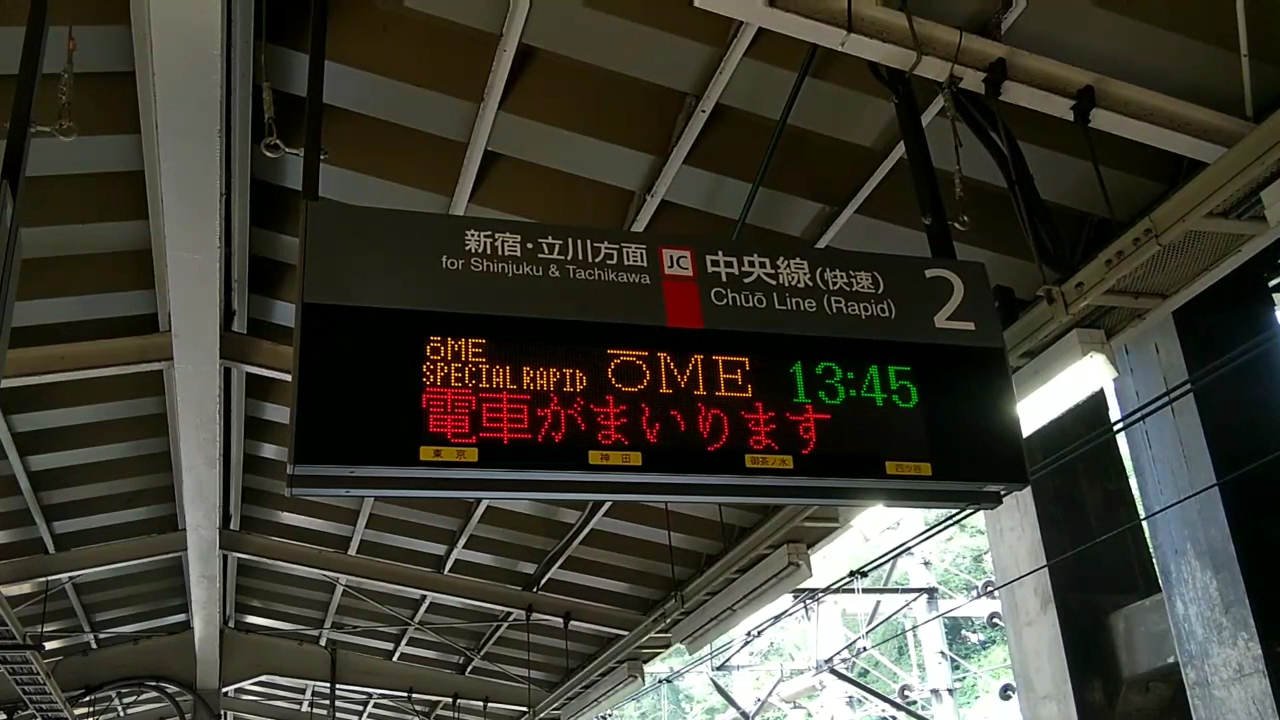 新宿・立川方面 JC 中央線(快速) 2
for Shinjuku & Tachikawa Chūō Line (Rapid)
ŌME
SPECIAL RAPID ŌME 13:45
電車がまいります
東京 神田 御茶ノ水 四ツ谷